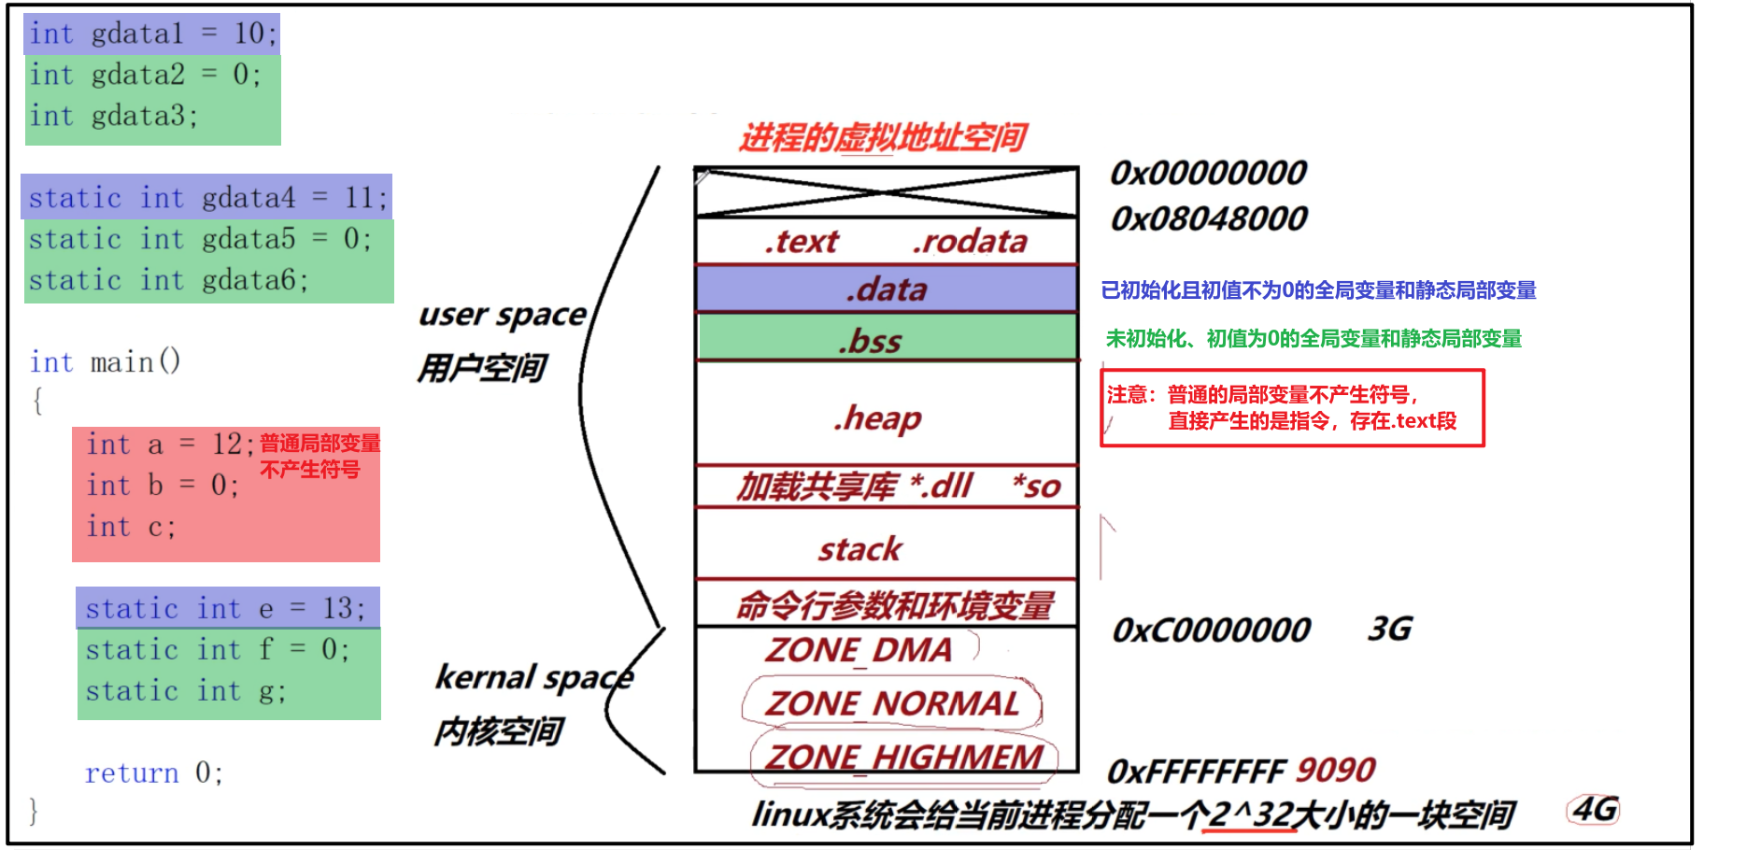 int gdata1 = 10;
int gdata2 = 0;
int gdata3;
static int gdata4 = 11;
static int gdata5 = 0;
static int gdata6;
int main()
{
int a = 12;普通局部变量
不产生符号
int b = 0;
int c;
static int e = 13;
static int f = 0;
static int g;
return 0;
}
user space
用户空间
kernal space
内核空间
进程的虚拟地址空间
0x00000000
0x08048000
.text .rodata
.data
已初始化且初值不为0的全局变量和静态局部变量
.bss
未初始化、初值为0的全局变量和静态局部变量
注意：普通的局部变量不产生符号，
直接产生的是指令，存在.text段
.heap
加载共享库 *.dll *so
stack
命令行参数和环境变量
0xC0000000 3G
ZONE_DMA
ZONE_NORMAL
ZONE_HIGHMEM
0xFFFFFFFF 9090
linux系统会给当前进程分配一个2^32大小的一块空间 4G